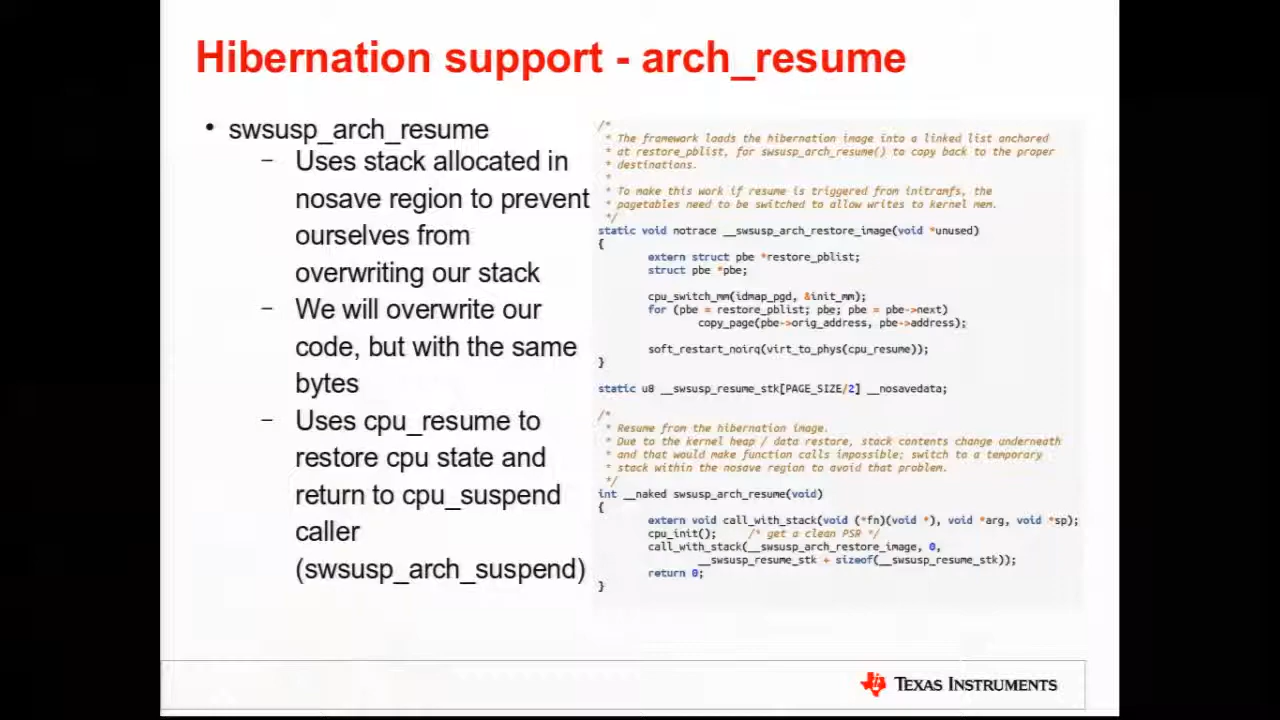 Hibernation support - arch_resume
• swsusp_arch_resume
– Uses stack allocated in
nosave region to prevent
ourselves from
overwriting our stack
– We will overwrite our
code, but with the same
bytes
– Uses cpu_resume to
restore cpu state and
return to cpu_suspend
caller
(swsusp_arch_suspend)
/*
* The framework loads the hibernation image into a linked list anchored
* at restore_pblist, for swsusp_arch_resume() to copy back to the proper
* destinations.
*
* To make this work if resume is triggered from initramfs, the
* pagetables need to be switched to allow writes to kernel mem.
*/
static void notrace __swsusp_arch_restore_image(void *unused)
{
extern struct pbe *restore_pblist;
struct pbe *pbe;
cpu_switch_mm(idmap_pgd, &init_mm);
for (pbe = restore_pblist; pbe; pbe = pbe->next)
copy_page(pbe->orig_address, pbe->address);
soft_restart_noirq(virt_to_phys(cpu_resume));
}
static u8 __swsusp_resume_stk[PAGE_SIZE/2] __nosavedata;
/*
* Resume from the hibernation image.
* Due to the kernel heap / data restore, stack contents change underneath
* and that would make function calls impossible; switch to a temporary
* stack within the nosave region to avoid that problem.
*/
int __naked swsusp_arch_resume(void)
{
extern void call_with_stack(void (*fn)(void *), void *arg, void *sp);
cpu_init(); /* get a clean PSR */
call_with_stack(__swsusp_arch_restore_image, 0,
__swsusp_resume_stk + sizeof(__swsusp_resume_stk));
return 0;
}
TEXAS INSTRUMENTS